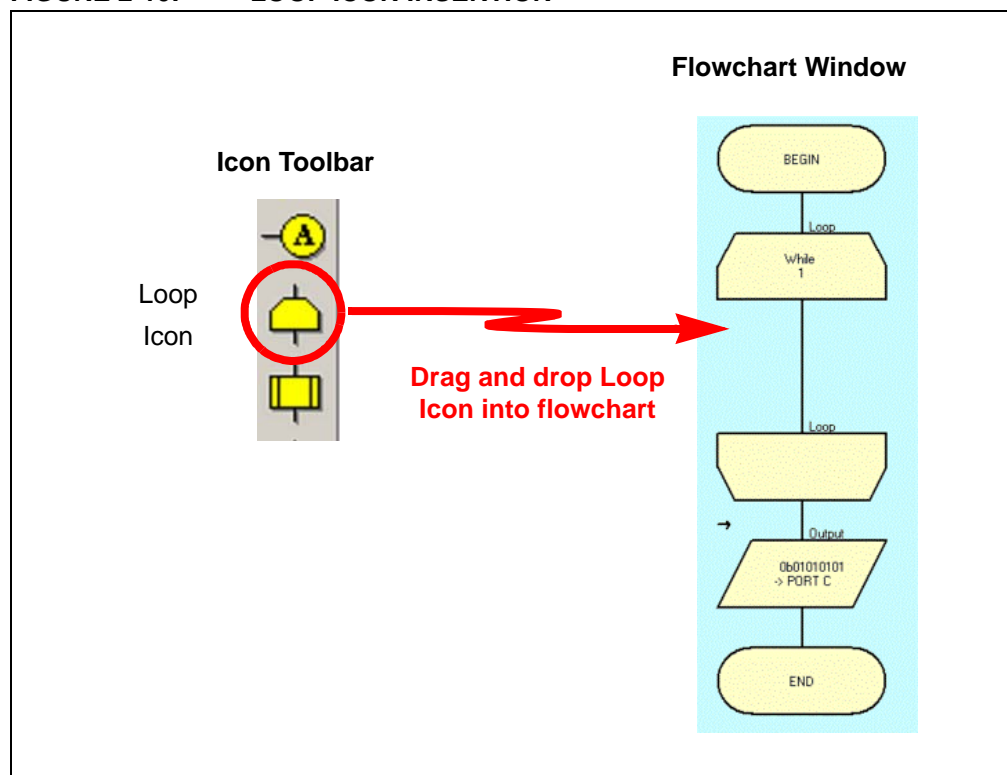 Flowchart Window
BEGIN
Icon Toolbar
Loop
A
While
1
Loop
Icon
Drag and drop Loop
Icon into flowchart
Loop
Output
0b01010101
-> PORT C
END